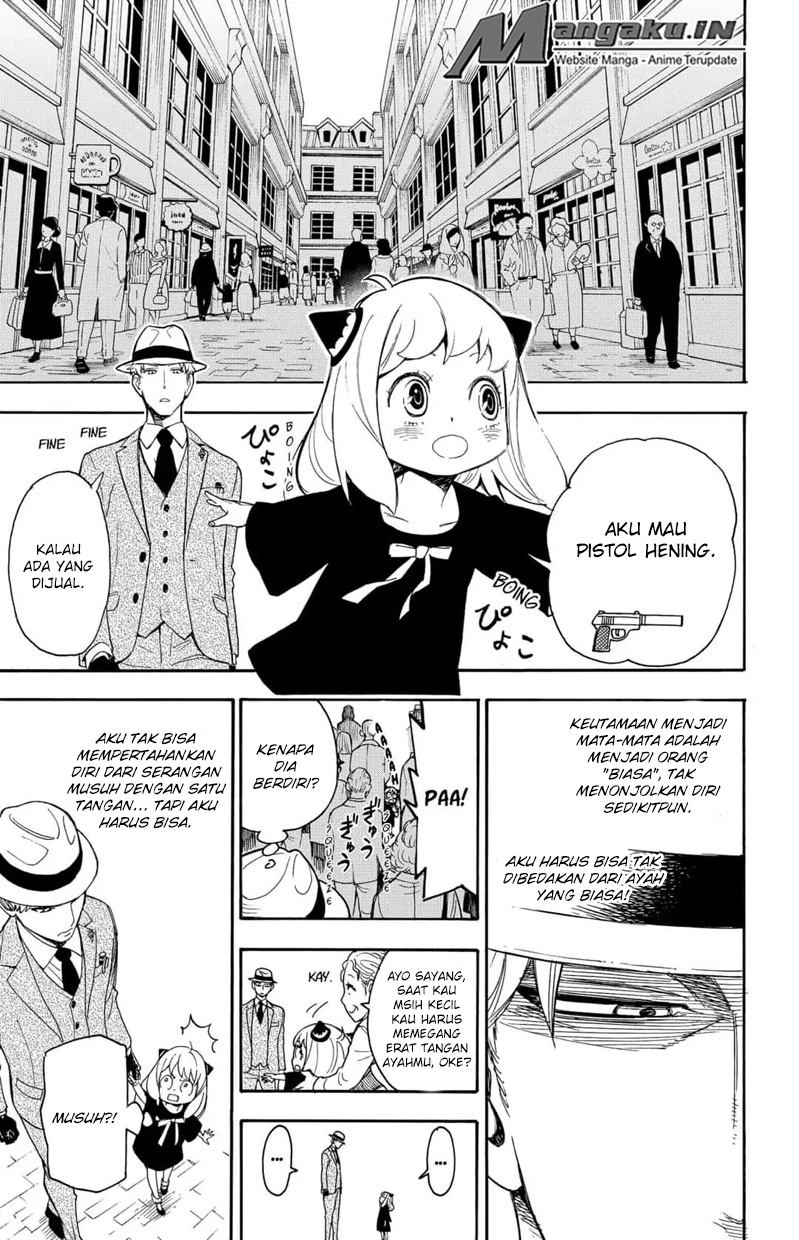 Mangaku.iN
Website Manga - Anime Terupdate
AKU MAU
PISTOL HENING.
BOING
ぴょこ
BOING
ぴょこ
FINE
FINE
KALAU
ADA YANG
DIJUAL.
KEUTAMAAN MENJADI
MATA-MATA ADALAH
MENJADI ORANG
"BIASA", TAK
MENONJOLKAN DIRI
SEDIKITPUN.
AKU HARUS BISA TAK
DIBEDAKAN DARI AYAH
YANG BIASA!
PAA!
AAAAAH
ぎゅう
ぎゅう
SQUEEEZE
SQUEEEZE
KENAPA
DIA
BERDIRI?
AYO SAYANG,
SAAT KAU
MSIH KECIL
KAU HARUS
MEMEGANG
ERAT TANGAN
AYAHMU, OKE?
KAY.
...
...
AKU TAK BISA
MEMPERTAHANKAN
DIRI DARI SERANGAN
MUSUH DENGAN SATU
TANGAN... TAPI AKU
HARUS BISA.
MUSUH?!